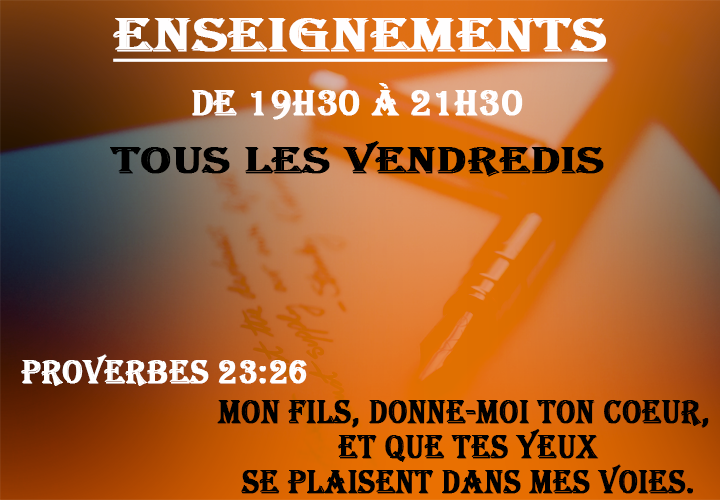 ENSEIGNEMENTS
DE 19H30 À 21H30
TOUS LES VENDREDIS
PROVERBES 23:26
MON FILS, DONNE-MOI TON COEUR,
ET QUE TES YEUX
SE PLAISENT DANS MES VOIES.